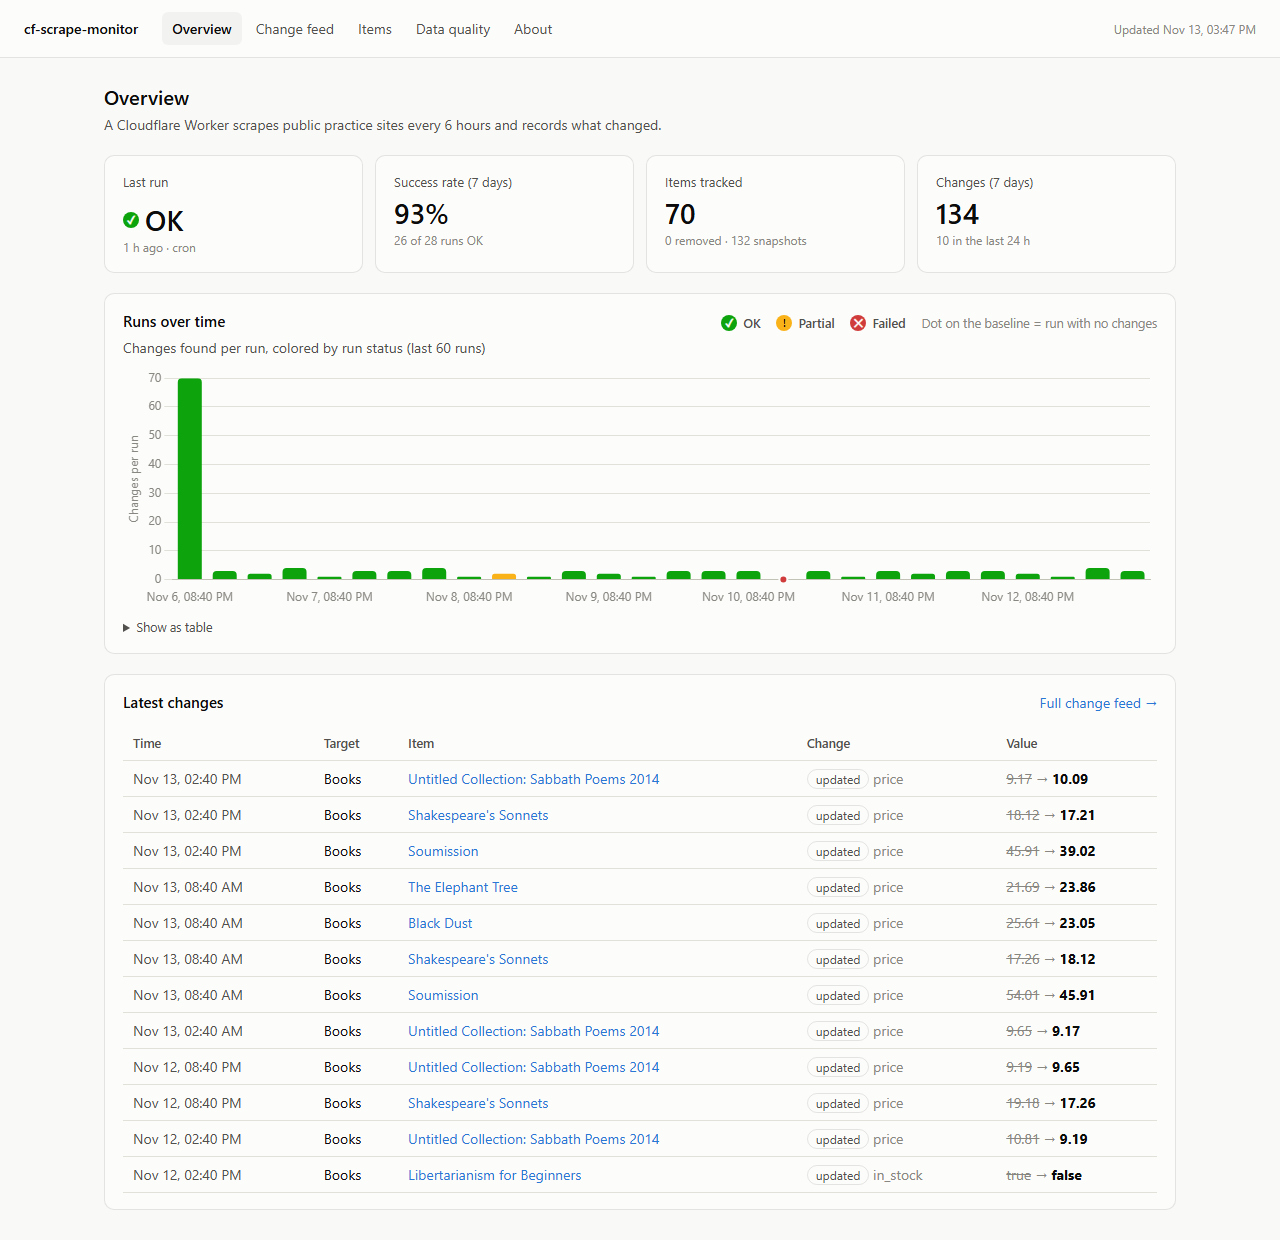 cf-scrape-monitor Overview Change feed Items Data quality About Updated Nov 13, 03:47 PM
Overview
A Cloudflare Worker scrapes public practice sites every 6 hours and records what changed.
Last run
OK
1 h ago · cron
Success rate (7 days)
93%
26 of 28 runs OK
Items tracked
70
0 removed · 132 snapshots
Changes (7 days)
134
10 in the last 24 h
Runs over time
OK Partial Failed Dot on the baseline = run with no changes
Changes found per run, colored by run status (last 60 runs)
Changes per run
70
60
50
40
30
20
10
0
Nov 6, 08:40 PM Nov 7, 08:40 PM Nov 8, 08:40 PM Nov 9, 08:40 PM Nov 10, 08:40 PM Nov 11, 08:40 PM Nov 12, 08:40 PM
Show as table
Latest changes Full change feed →
Time Target Item Change Value
Nov 13, 02:40 PM Books Untitled Collection: Sabbath Poems 2014 updated price 9.17 → 10.09
Nov 13, 02:40 PM Books Shakespeare's Sonnets updated price 18.12 → 17.21
Nov 13, 02:40 PM Books Soumission updated price 45.91 → 39.02
Nov 13, 08:40 AM Books The Elephant Tree updated price 21.69 → 23.86
Nov 13, 08:40 AM Books Black Dust updated price 25.61 → 23.05
Nov 13, 08:40 AM Books Shakespeare's Sonnets updated price 17.26 → 18.12
Nov 13, 08:40 AM Books Soumission updated price 54.01 → 45.91
Nov 13, 02:40 AM Books Untitled Collection: Sabbath Poems 2014 updated price 9.65 → 9.17
Nov 12, 08:40 PM Books Untitled Collection: Sabbath Poems 2014 updated price 9.19 → 9.65
Nov 12, 08:40 PM Books Shakespeare's Sonnets updated price 19.18 → 17.26
Nov 12, 02:40 PM Books Untitled Collection: Sabbath Poems 2014 updated price 10.81 → 9.19
Nov 12, 02:40 PM Books Libertarianism for Beginners updated in_stock true → false